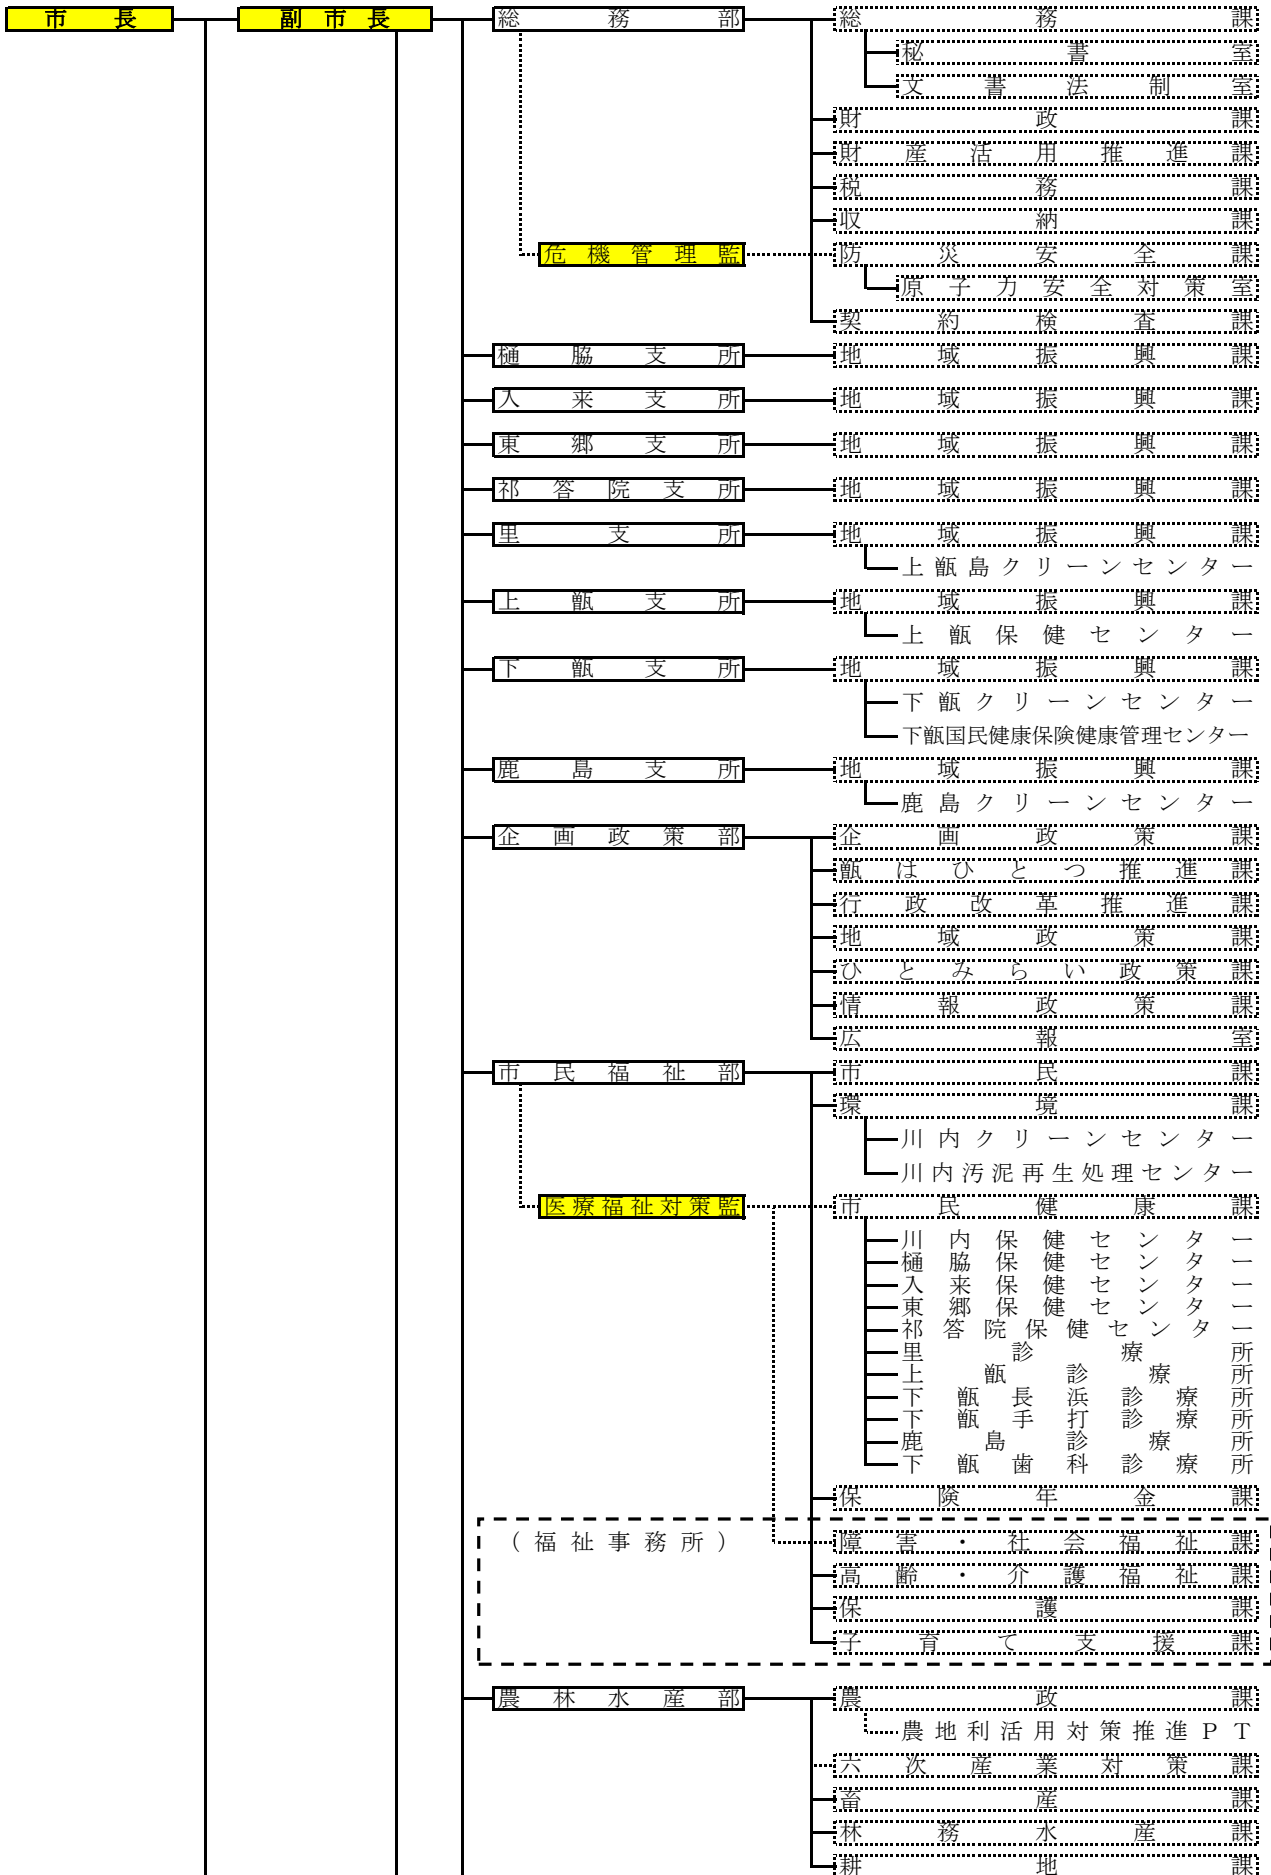 市長 副市長 総務部 総務課
秘書室
文書法制室
財政課
財産活用推進課
税務課
収納課
危機管理監 防災安全課
原子力安全対策室
契約検査課
樋脇支所 地域振興課
入来支所 地域振興課
東郷支所 地域振興課
祁答院支所 地域振興課
里支所 地域振興課
上甑島クリーンセンター
上甑支所 地域振興課
上甑保健センター
下甑支所 地域振興課
下甑クリーンセンター
下甑国民健康保険健康管理センター
鹿島支所 地域振興課
鹿島クリーンセンター
企画政策部 企画政策課
甑はひとつ推進課
行政改革推進課
地域政策課
ひとみらい政策課
情報政策課
広報室
市民福祉部 市民課
環境課
川内クリーンセンター
川内汚泥再生処理センター
医療福祉対策監 市民健康課
川内保健センター
樋脇保健センター
入来保健センター
東郷保健センター
祁答院保健センター
里診療所
上甑診療所
下甑長浜診療所
下甑手打診療所
鹿島診療所
下甑歯科診療所
保険年金課
（福祉事務所） 障害・社会福祉課
高齢・介護福祉課
保護課
子育て支援課
農林水産部 農政課
農地利活用対策推進ＰＴ
六次産業対策課
畜産課
林務水産課
耕地課